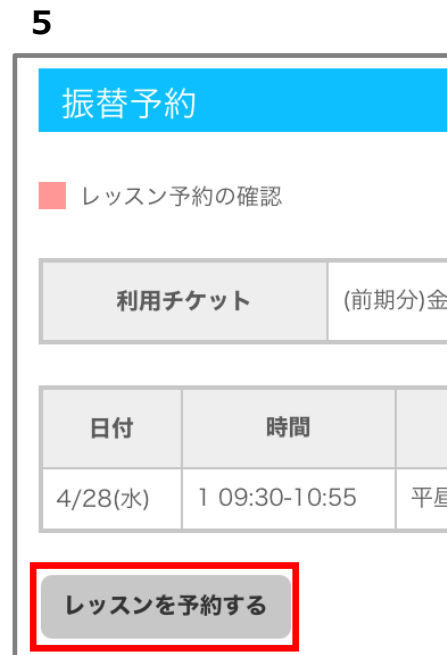 5
振替予約
レッスン予約の確認
利用チケット (前期分)金
日付 時間
4/28(水) 1 09:30-10:55 平昼
レッスンを予約する